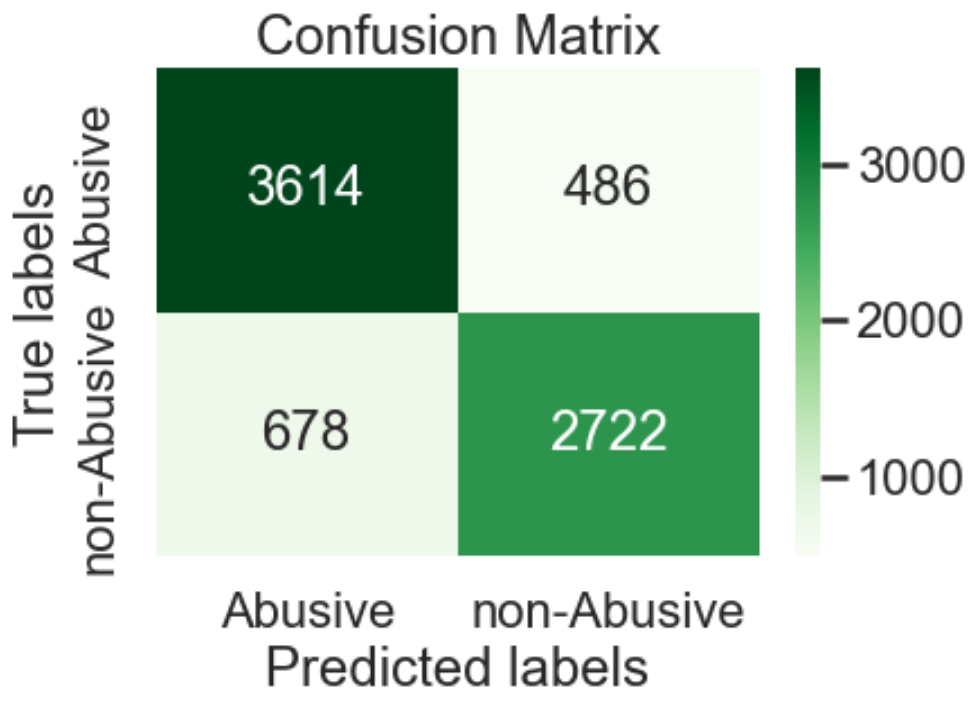 Confusion Matrix
True labels
Abusive
non-Abusive
3614
486
678
2722
3000
2000
1000
Abusive
non-Abusive
Predicted labels